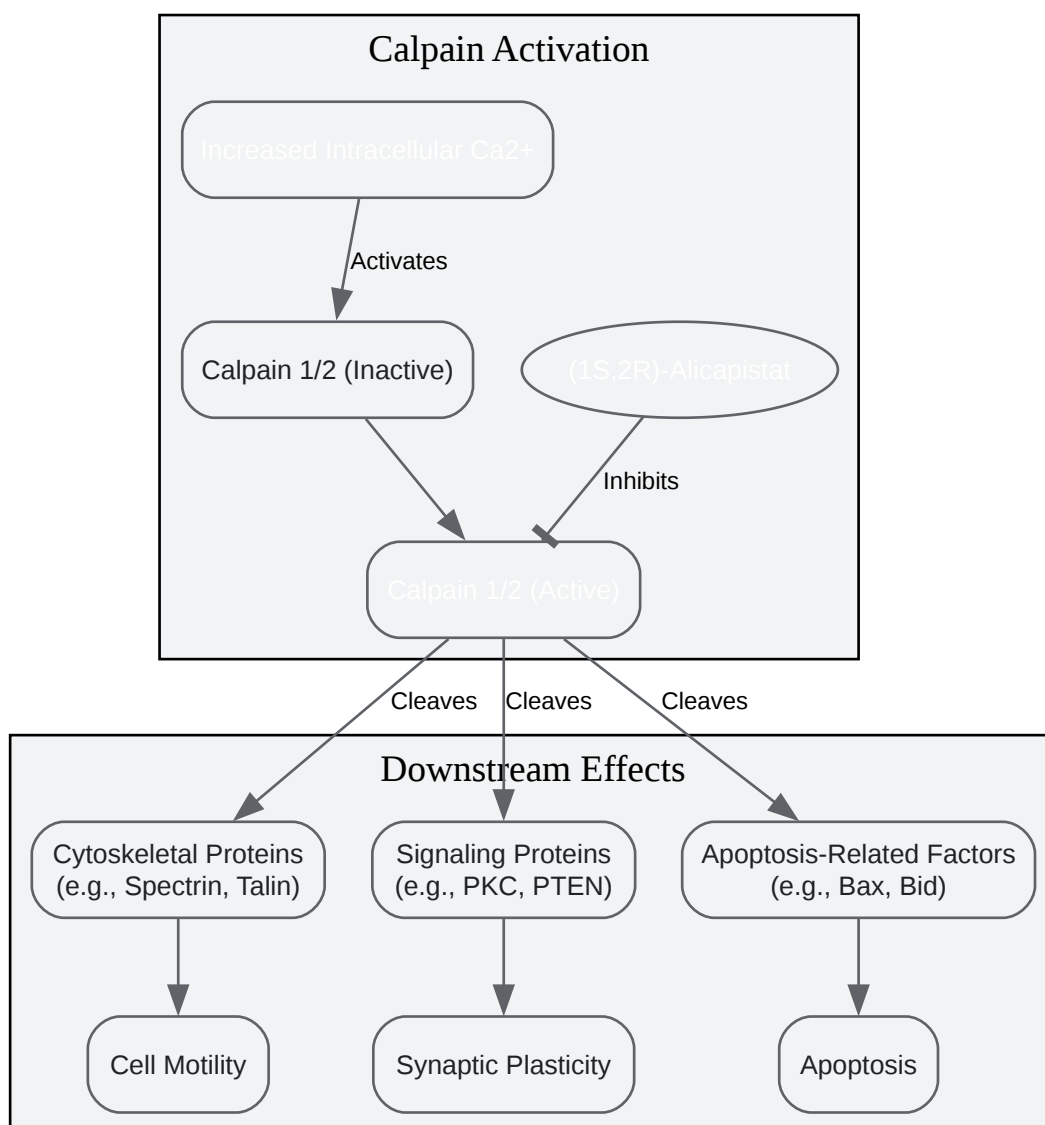 Calpain Activation
Increased Intracellular Ca2+
Activates
Calpain 1/2 (Inactive)
(1S,2R)-Alicapistat
Inhibits
Calpain 1/2 (Active)
Cleaves
Cleaves
Cleaves
Downstream Effects
Cytoskeletal Proteins
(e.g., Spectrin, Talin)
Signaling Proteins
(e.g., PKC, PTEN)
Apoptosis-Related Factors
(e.g., Bax, Bid)
Cell Motility
Synaptic Plasticity
Apoptosis